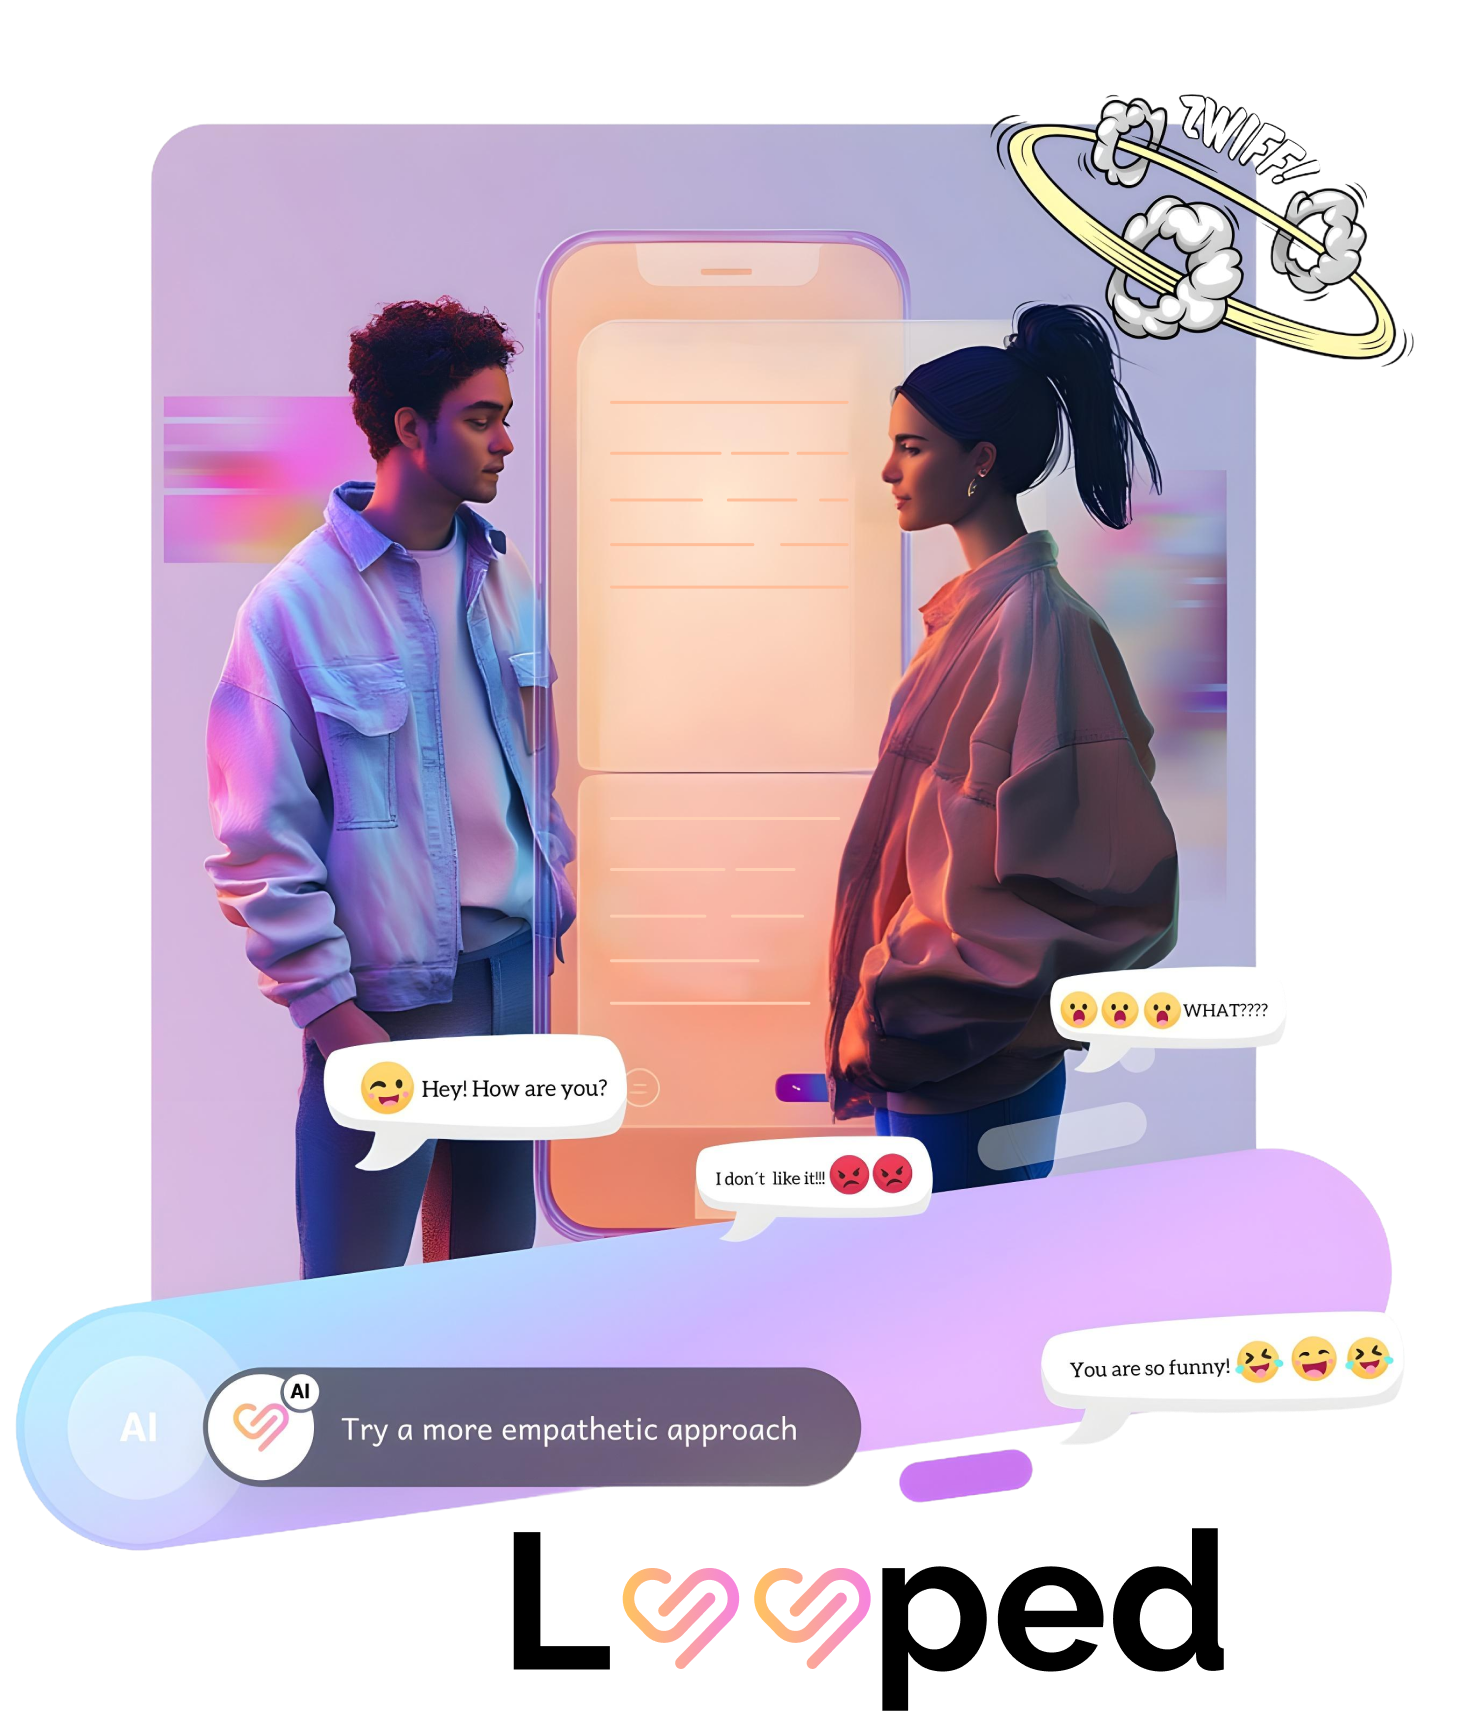 ZWIFF!
😮😮😮WHAT????
😉 Hey! How are you?
I don´t like it!!! 😡😡
You are so funny! 😂😄😂
AI
AI
Try a more empathetic approach
Looped